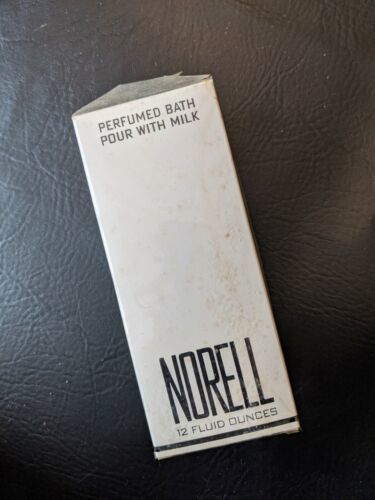 PERFUMED BATH
POUR WITH MILK
NORELL
12 FLUID OUNCES